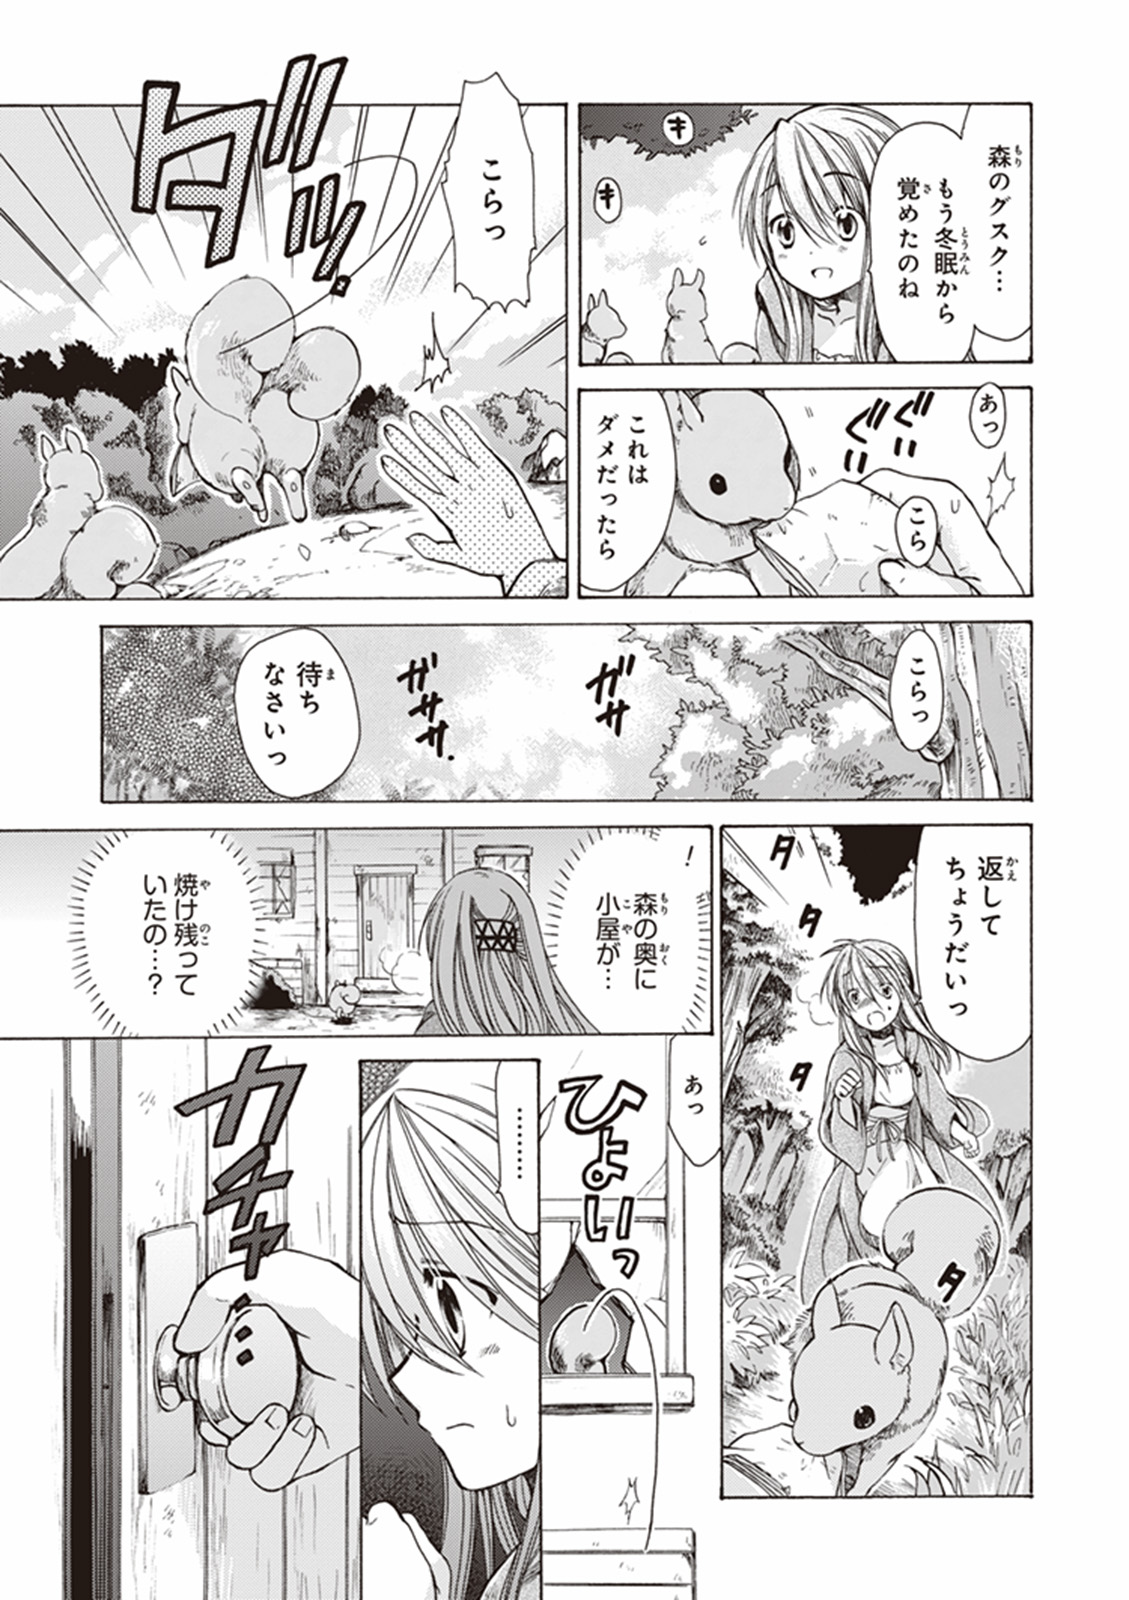 森のグスク…
もう冬眠から
覚めたのね
キ
キ
あっ
ぐいぐい
こら
これは
ダメだったら
こらっ
ダッ
こらっ
ガササ
ガササッ
待ち
なさいっ
返して
ちょうだいっ
タ
タ
タ
タ
！
森の奥に
小屋が…
焼け残って
いたの…？
あっ
ひょいっ
………
カチャ…